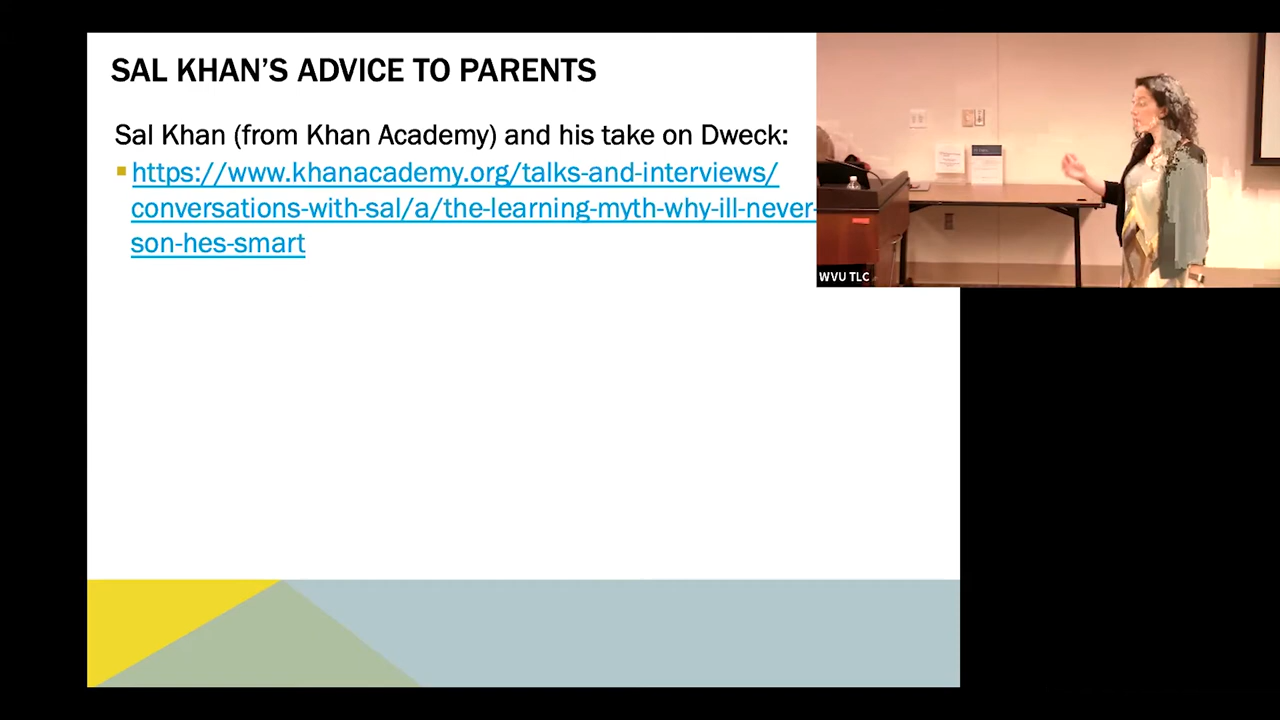 SAL KHAN'S ADVICE TO PARENTS
Sal Khan (from Khan Academy) and his take on Dweck:
https://www.khanacademy.org/talks-and-interviews/
conversations-with-sal/a/the-learning-myth-why-ill-never-
son-hes-smart
WVU TLC